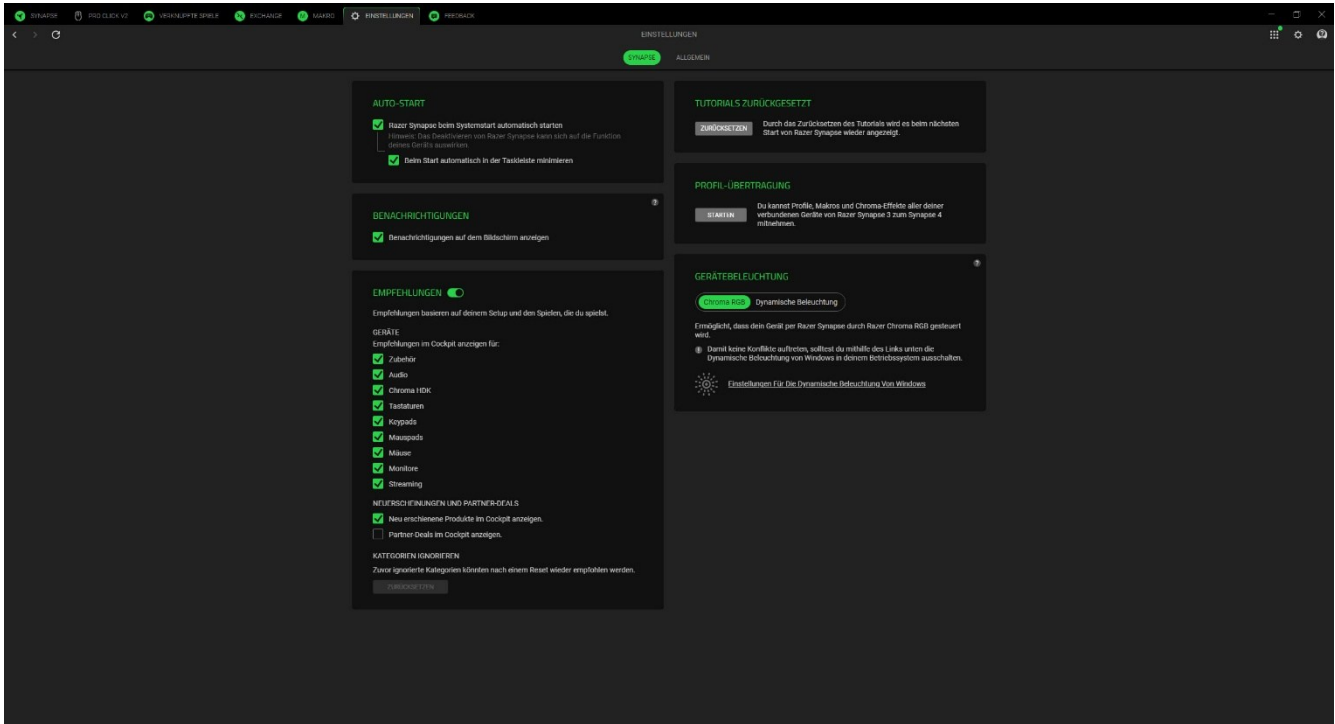 SYNAPSE PRO CLICK V2 VERKNÜPFTE SPIELE EXCHANGE MAKRO EINSTELLUNGEN FEEDBACK
EINSTELLUNGEN
SYNAPSE ALLGEMEIN
AUTO-START
Razer Synapse beim Systemstart automatisch starten
Hinweis: Das Deaktivieren von Razer Synapse kann sich auf die Funktion
deines Geräts auswirken.
Beim Start automatisch in der Taskleiste minimieren
BENACHRICHTIGUNGEN
Benachrichtigungen auf dem Bildschirm anzeigen
EMPFEHLUNGEN
Empfehlungen basieren auf deinem Setup und den Spielen, die du spielst.
GERÄTE
Empfehlungen im Cockpit anzeigen für:
Zubehör
Audio
Chroma HDK
Tastaturen
Keypads
Mauspads
Mäuse
Monitore
Streaming
NEUERSCHEINUNGEN UND PARTNER-DEALS
Neu erschienene Produkte im Cockpit anzeigen.
Partner-Deals im Cockpit anzeigen.
KATEGORIEN IGNORIEREN
Zuvor ignorierte Kategorien könnten nach einem Reset wieder empfohlen werden.
ZURÜCKSETZEN
TUTORIALS ZURÜCKGESETZT
ZURÜCKSETZEN
Durch das Zurücksetzen des Tutorials wird es beim nächsten
Start von Razer Synapse wieder angezeigt.
PROFIL-ÜBERTRAGUNG
STARTEN
Du kannst Profile, Makros und Chroma-Effekte aller deiner
verbundenen Geräte von Razer Synapse 3 zum Synapse 4
mitnehmen.
GERÄTEBELEUCHTUNG
Chroma RGB Dynamische Beleuchtung
Ermöglicht, dass dein Gerät per Razer Synapse durch Razer Chroma RGB gesteuert
wird.
Damit keine Konflikte auftreten, solltest du mithilfe des Links unten die
Dynamische Beleuchtung von Windows in deinem Betriebssystem ausschalten.
Einstellungen Für Die Dynamische Beleuchtung Von Windows